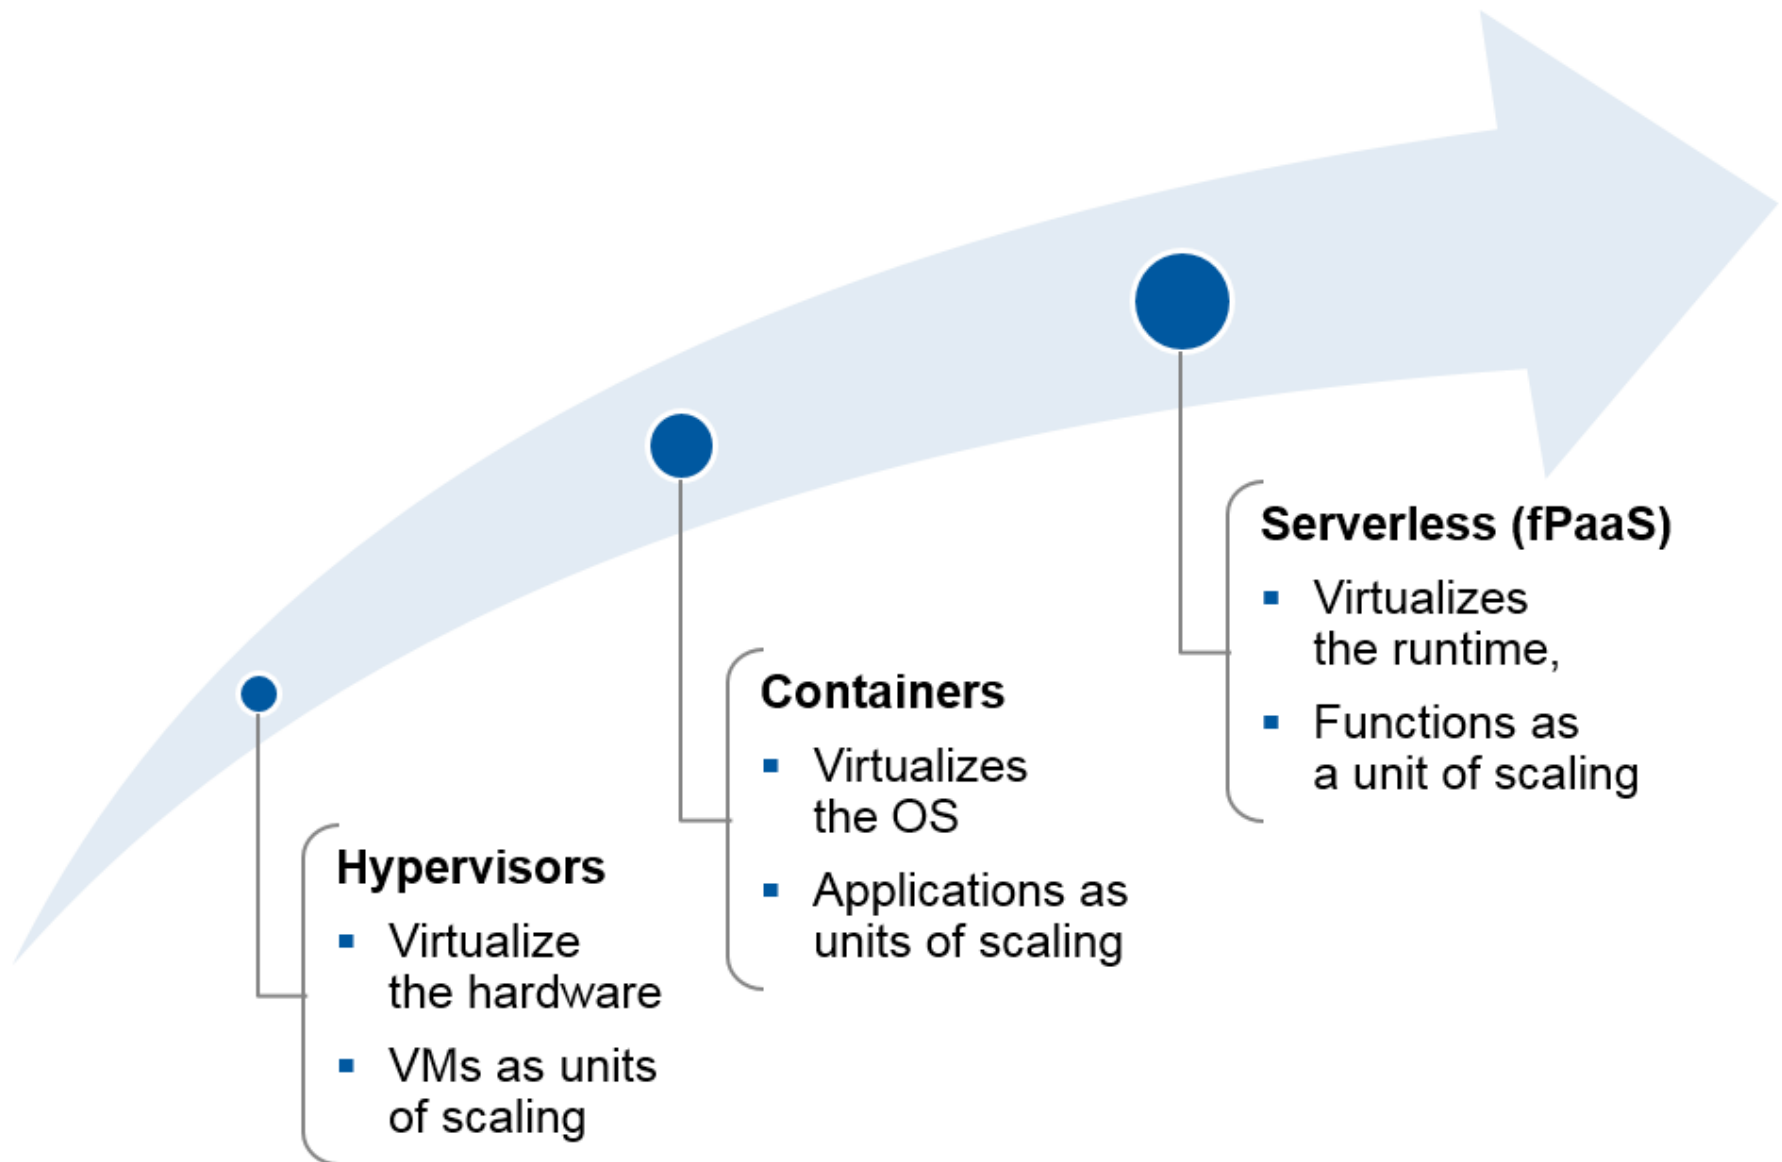 Hypervisors
Virtualize
the hardware
VMs as units
of scaling
Containers
Virtualizes
the OS
Applications as
units of scaling
Serverless (fPaaS)
Virtualizes
the runtime,
Functions as
a unit of scaling